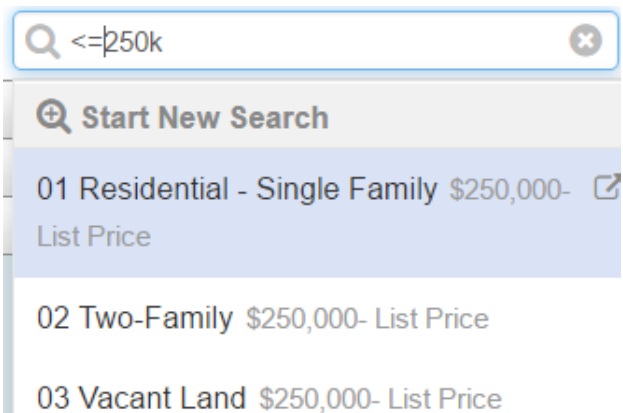 <=250k
Start New Search
01 Residential - Single Family $250,000-
List Price
02 Two-Family $250,000- List Price
03 Vacant Land $250,000- List Price